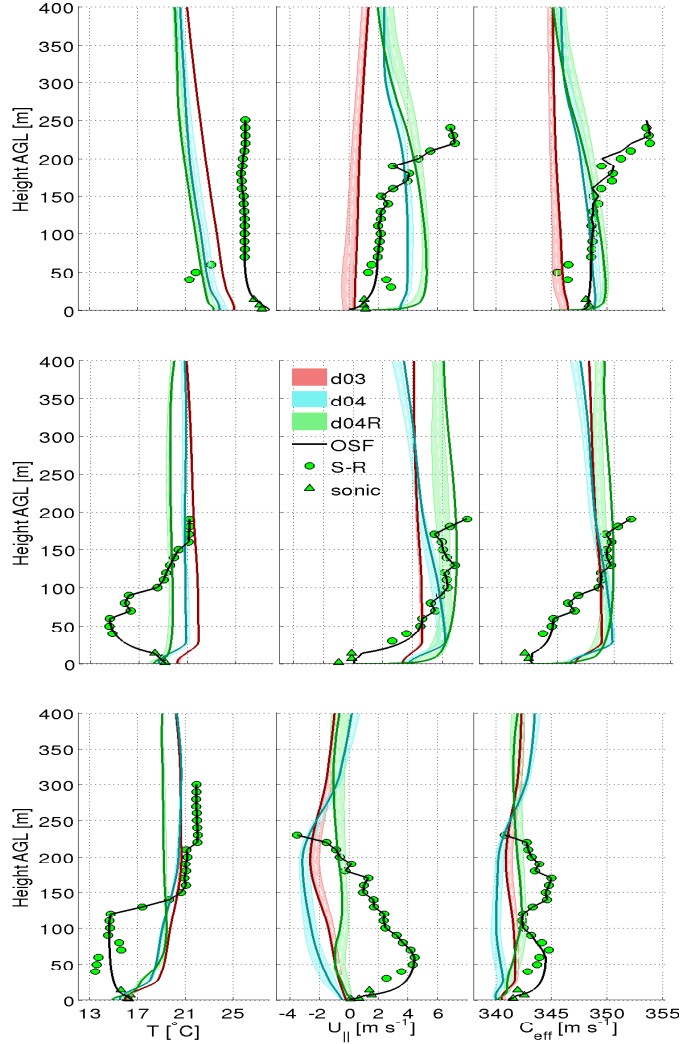 400
350
300
250
200
150
100
50
0
Height AGL [m]
400
350
300
250
200
150
100
50
0
Height AGL [m]
d03
d04
d04R
OSF
S-R
sonic
400
350
300
250
200
150
100
50
0
Height AGL [m]
13 17 21 25
T [°C]
-4 -2 0 2 4 6
U|| [m s-1]
340 345 350 355
Ceff [m s-1]